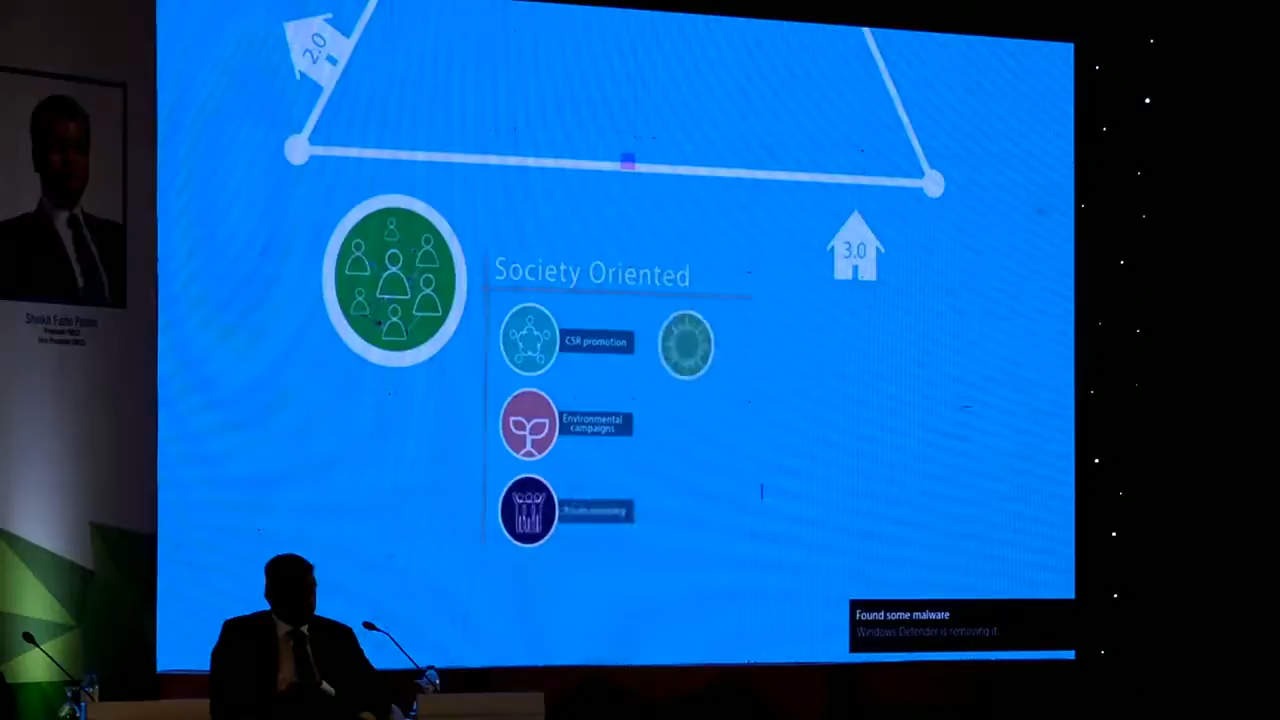 2.0
3.0
Society Oriented
CSR promotion
Environmental
campaigns
Found some malware
Windows Defender is removing it.